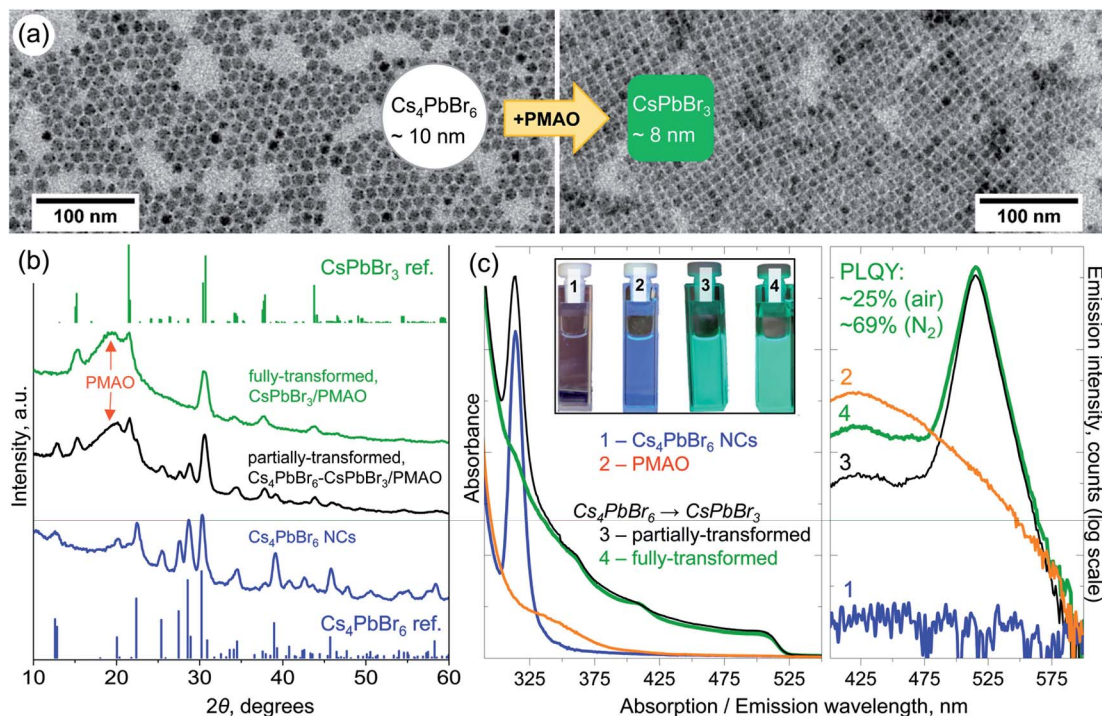 (a)
Cs₄PbBr₆
~ 10 nm
+PMAO
CsPbBr₃
~ 8 nm
100 nm
100 nm
(b)
CsPbBr₃ ref.
PMAO
fully-transformed,
CsPbBr₃/PMAO
partially-transformed,
Cs₄PbBr₆-CsPbBr₃/PMAO
Cs₄PbBr₆ NCs
Cs₄PbBr₆ ref.
Intensity, a.u.
10 20 30 40 50 60
2θ, degrees
(c)
1 2 3 4
1 – Cs₄PbBr₆ NCs
2 – PMAO
Cs₄PbBr₆ → CsPbBr₃
3 – partially-transformed
4 – fully-transformed
Absorbance
325 375 425 475 525
PLQY:
~25% (air)
~69% (N₂)
2
4
3
1
425 475 525 575
Emission intensity, counts (log scale)
Absorption / Emission wavelength, nm